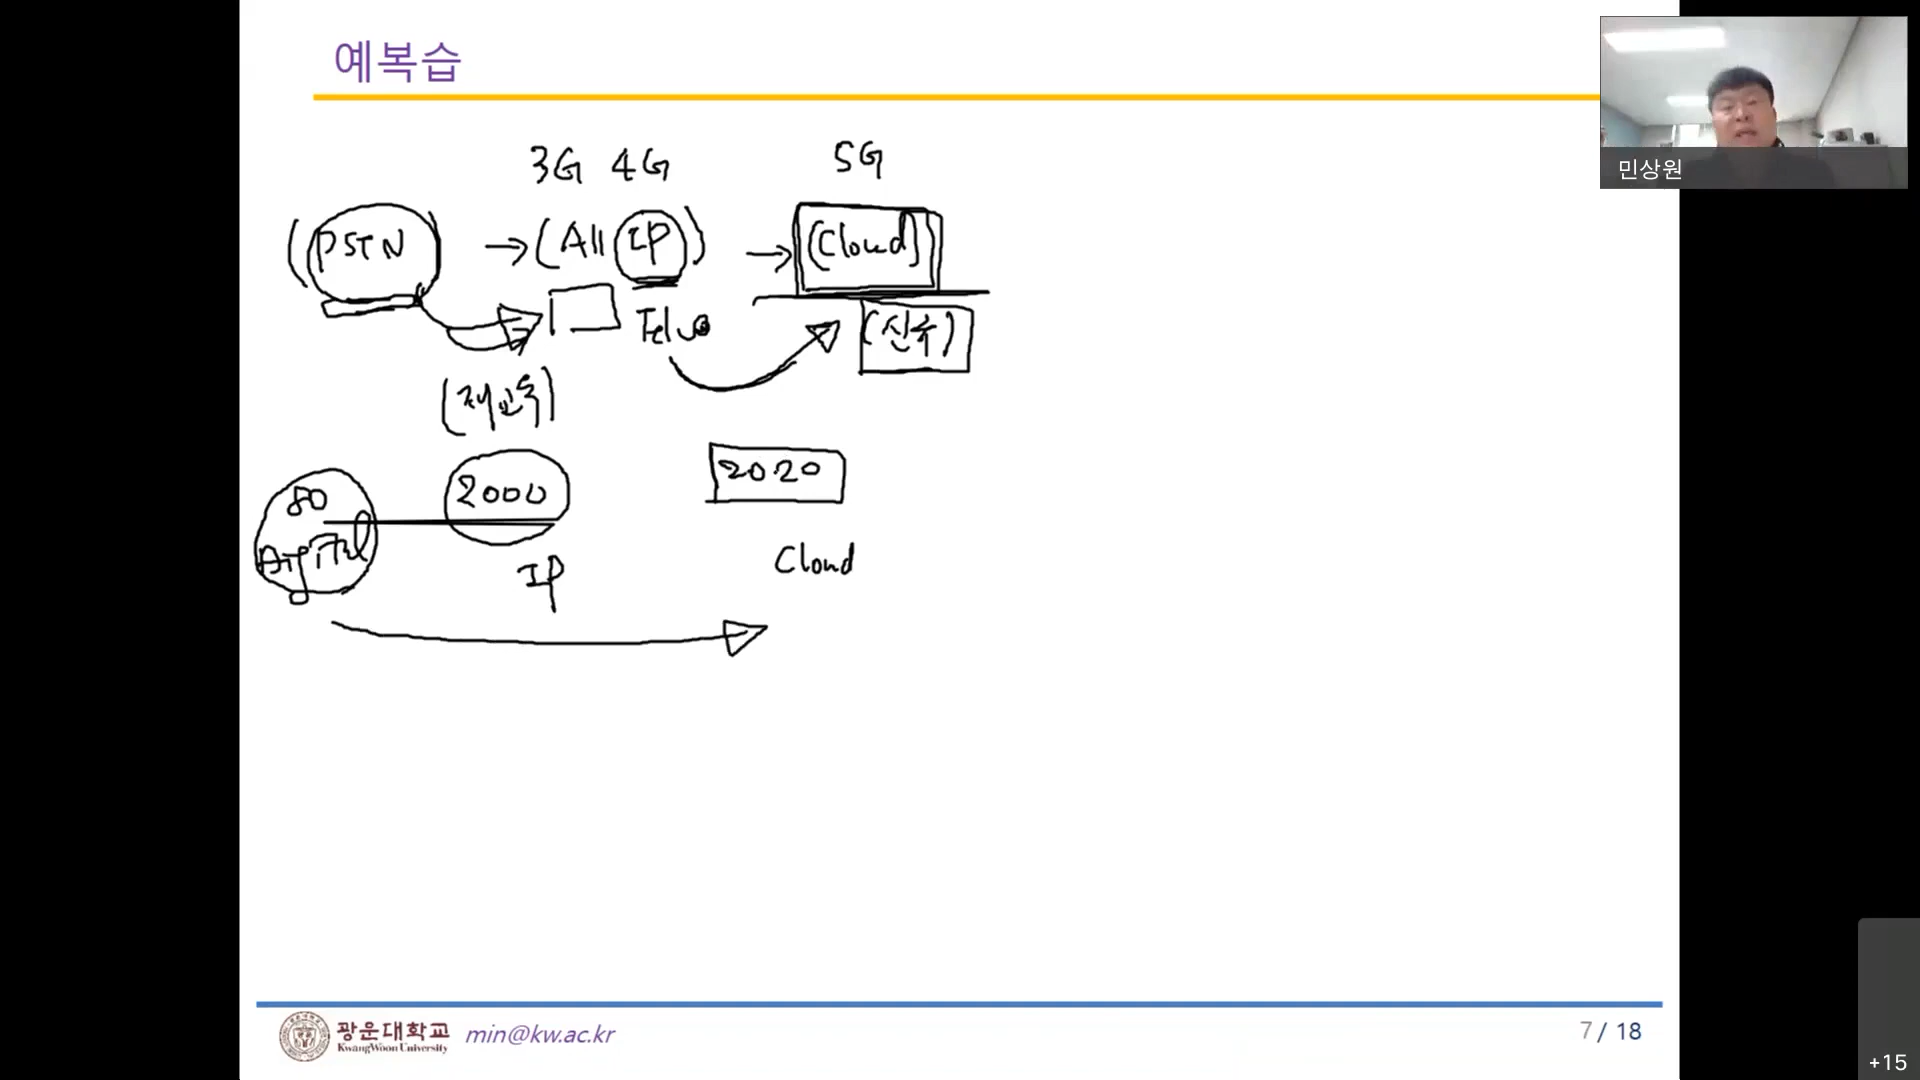 예복습
민상원
3G 4G 5G
(PSTN → (All IP) → (Cloud)
Telco (신규)
(재교육)
80 2000 2020
Digital IP Cloud
광운대학교 min@kw.ac.kr
KwangWoon University
7 / 18
+15